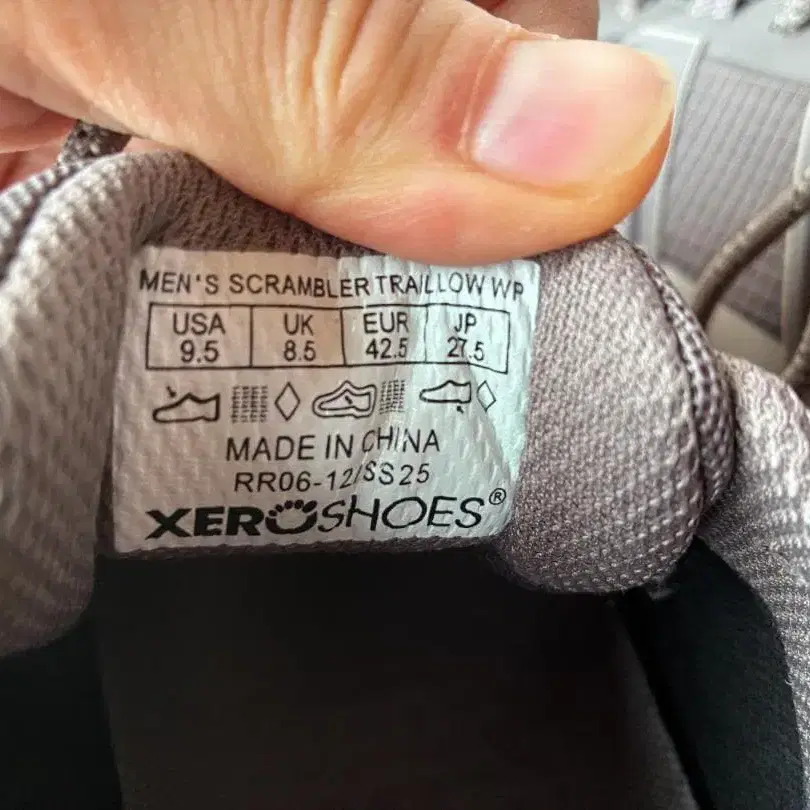 MEN'S SCRAMBLER TRAIL LOW WP
USA UK EUR JP
9.5 8.5 42.5 27.5
MADE IN CHINA
RR06-12/SS25
XEROSHOES®